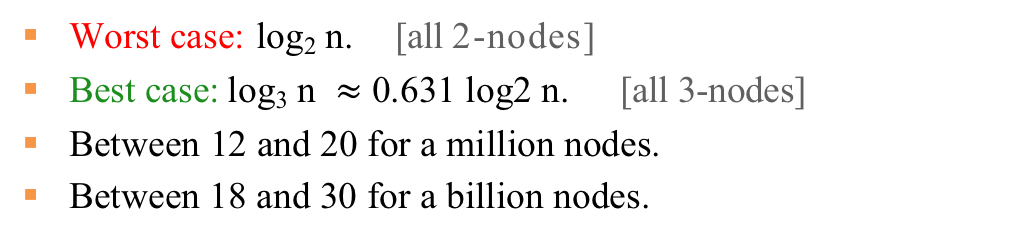 ▪ Worst case: log₂ n. [all 2-nodes]
▪ Best case: log₃ n ≈ 0.631 log2 n. [all 3-nodes]
▪ Between 12 and 20 for a million nodes.
▪ Between 18 and 30 for a billion nodes.